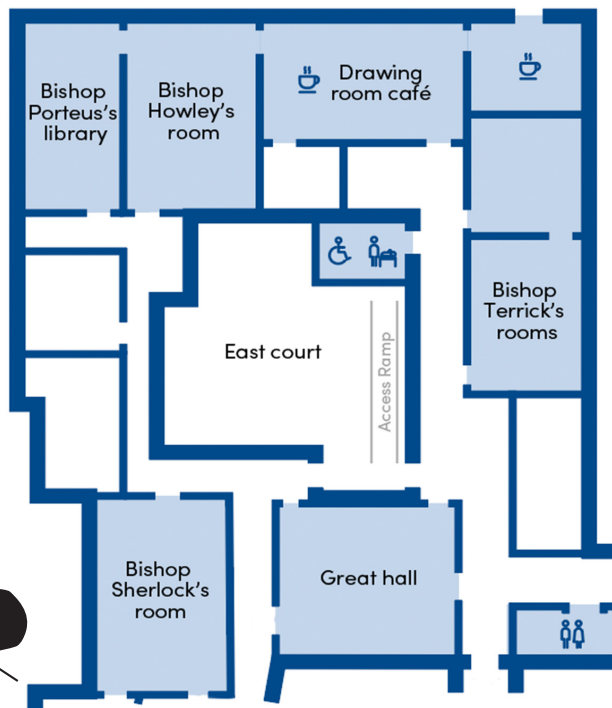 Bishop
Porteus's
library
Bishop
Howley's
room
Drawing
room café
Bishop
Terrick's
rooms
East court
Access Ramp
Bishop
Sherlock's
room
Great hall